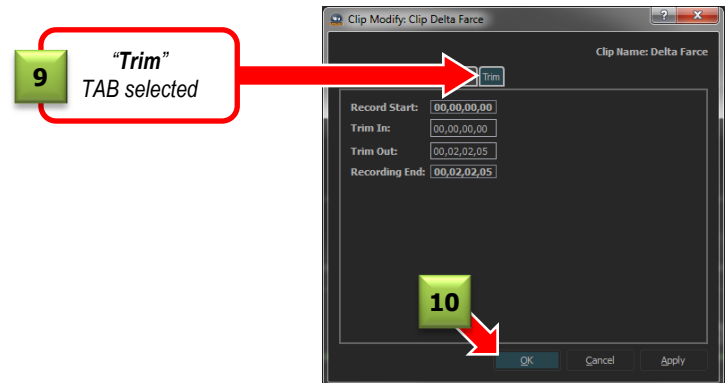 Clip Modify: Clip Delta Farce
? X
Clip Name: Delta Farce
9
"Trim"
TAB selected
Trim
Record Start: 00,00,00,00
Trim In: 00,00,00,00
Trim Out: 00,02,02,05
Recording End: 00,02,02,05
10
OK Cancel Apply